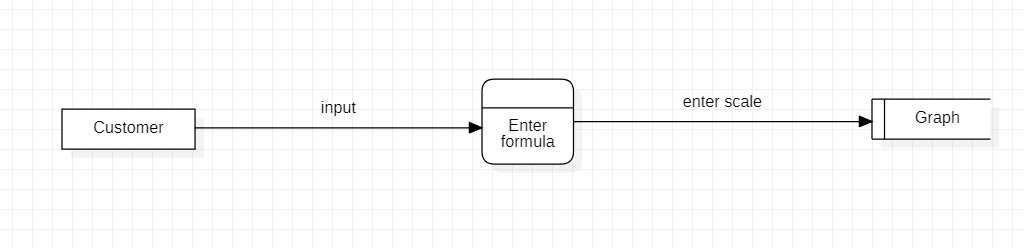 input
enter scale
Customer
Enter
formula
Graph